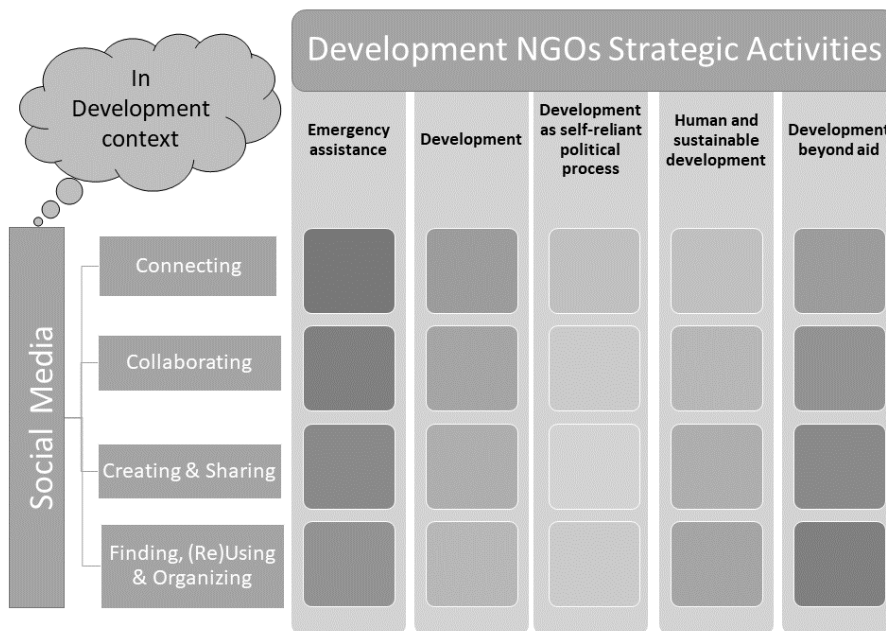 In
Development
context
Development NGOs Strategic Activities
Emergency
assistance
Development
Development
as self-reliant
political
process
Human and
sustainable
development
Development
beyond aid
Social Media
Connecting
Collaborating
Creating & Sharing
Finding, (Re)Using
& Organizing